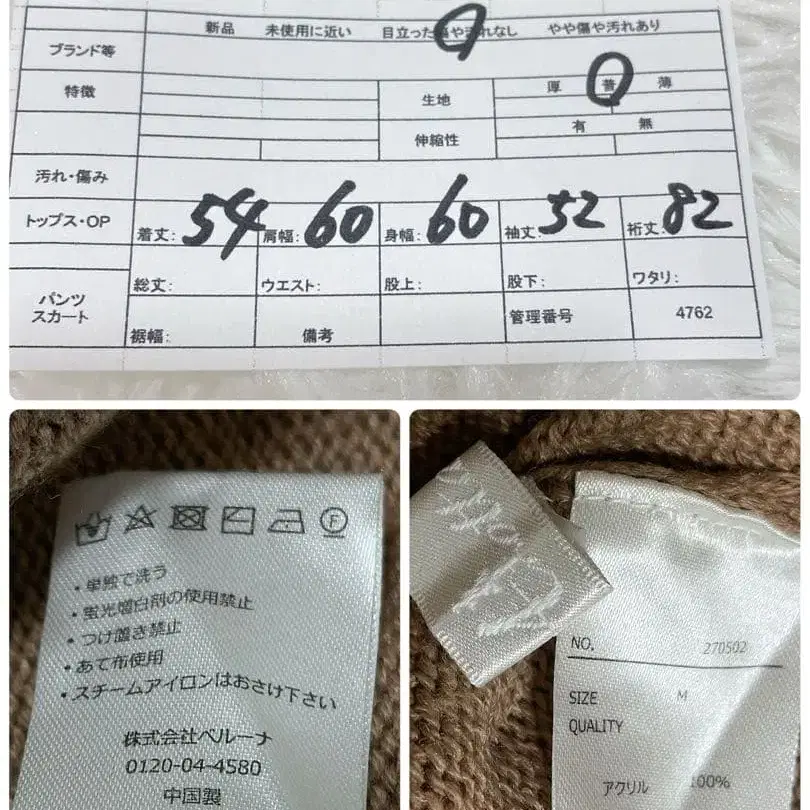 新品 未使用に近い 目立った傷や汚れなし やや傷や汚れあり
ブランド等
特徴 生地 厚 普 薄
伸縮性 有 無
汚れ・傷み
トップス・OP 着丈: 54 肩幅: 60 身幅: 60 袖丈: 52 裄丈: 82
パンツ スカート 総丈: ウエスト: 股上: 股下: ワタリ:
裾幅: 備考 管理番号 4762
F
・単独で洗う
・蛍光増白剤の使用禁止
・つけ置き禁止
・あて布使用
・スチームアイロンはおさけ下さい
株式会社ベルーナ
0120-04-4580
中国製
NO. 270502
SIZE M
QUALITY
アクリル 100%